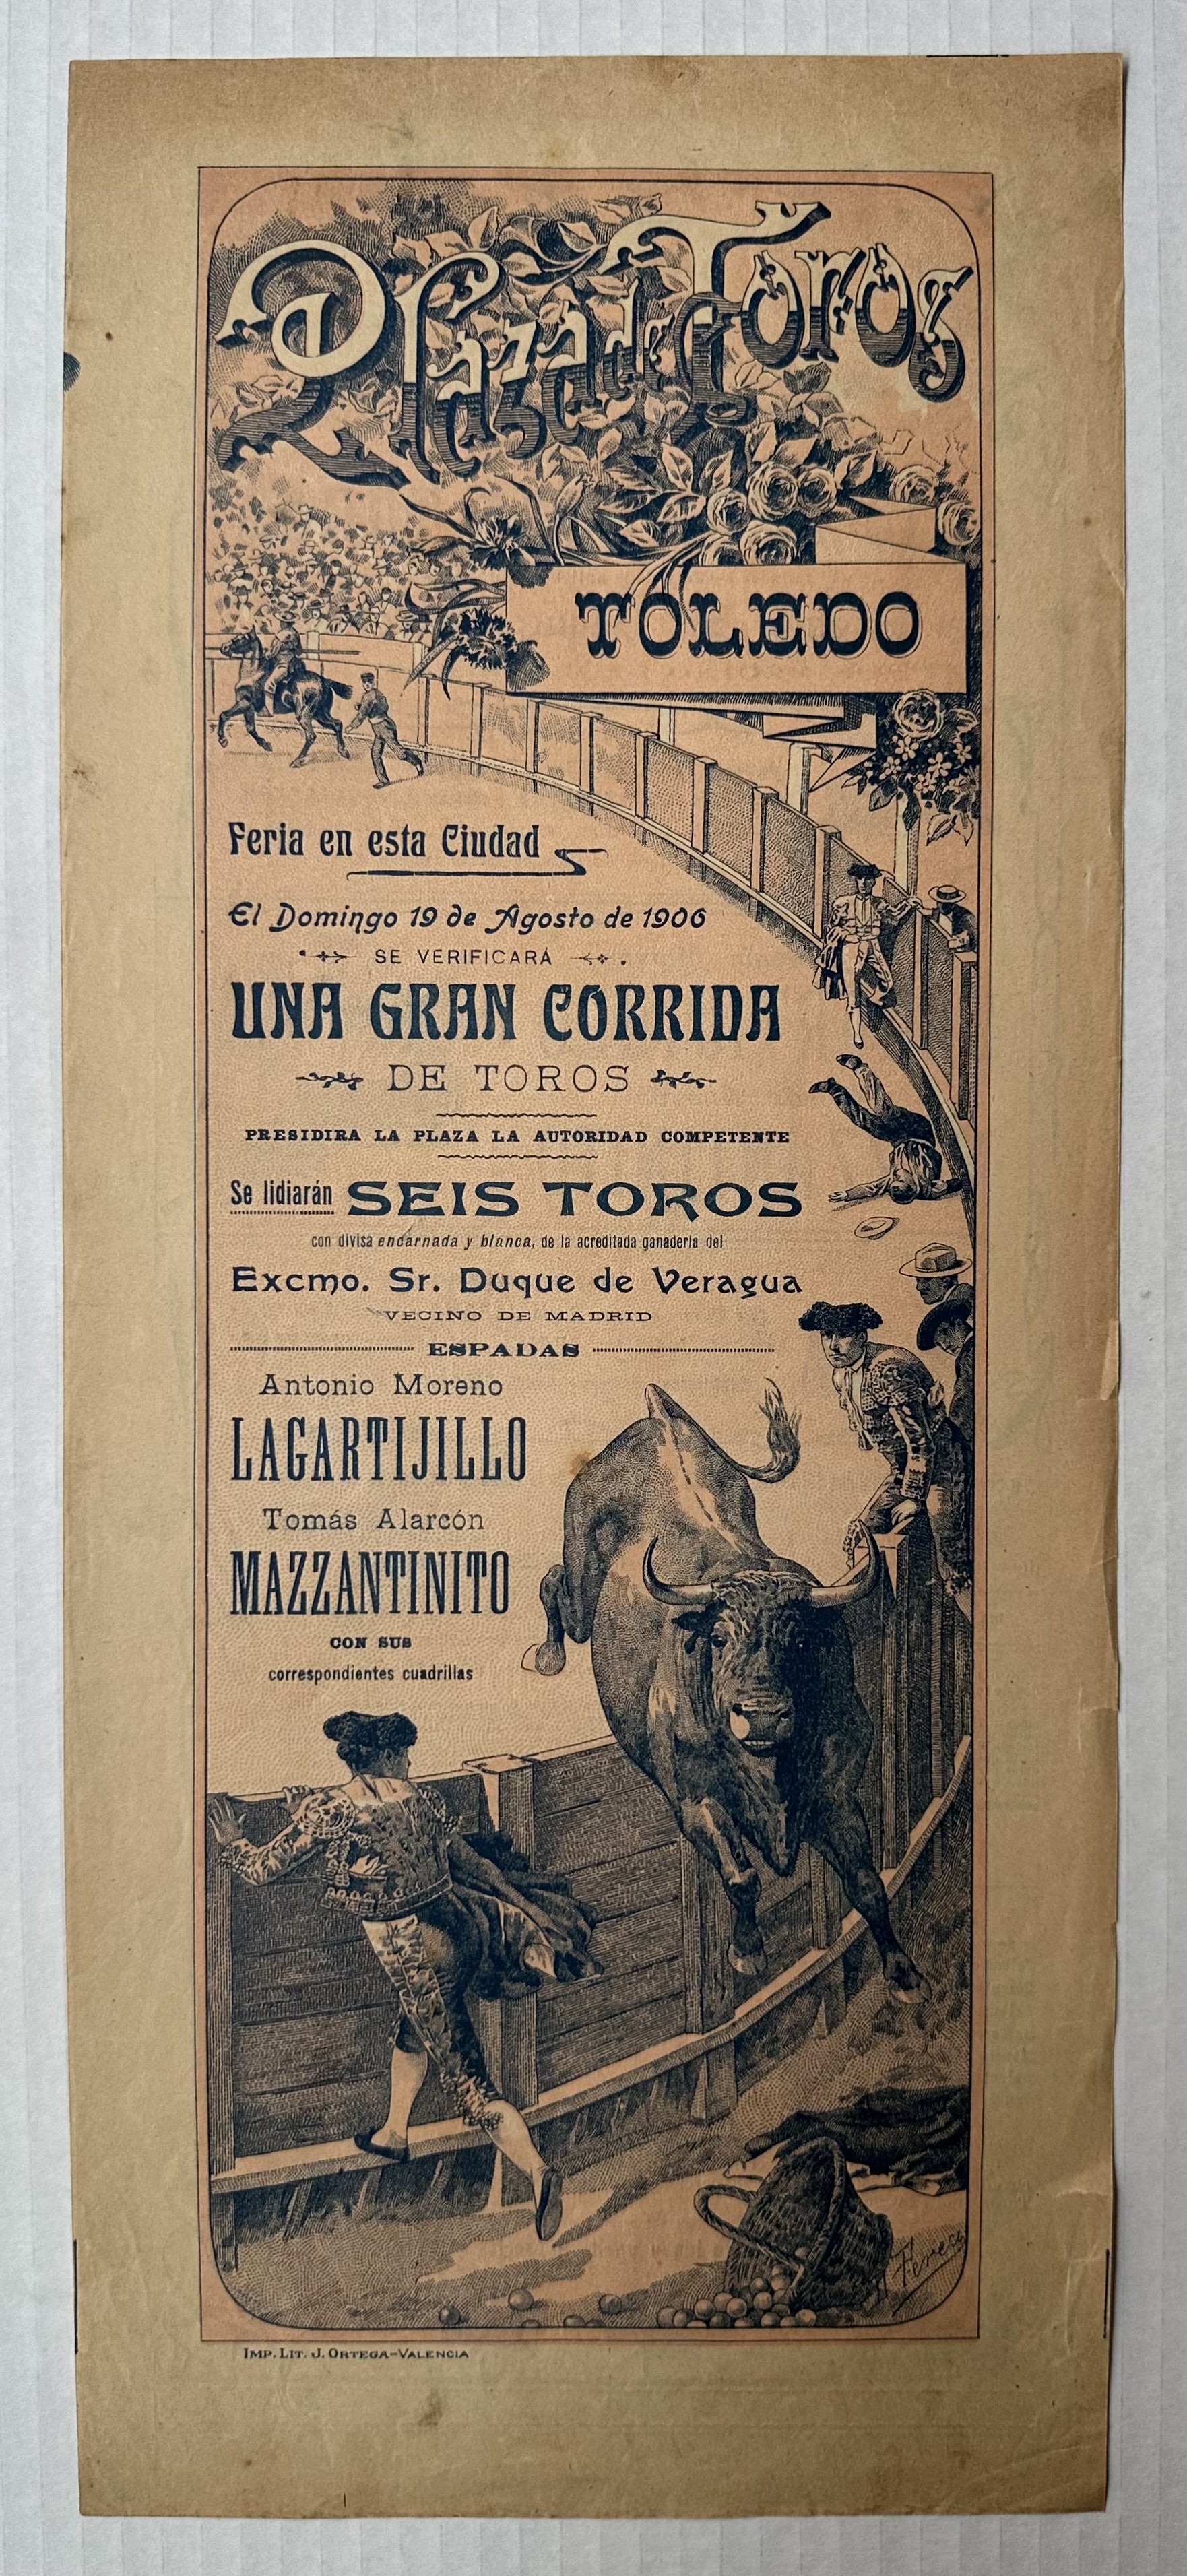 Plaza de Toros
TOLEDO
Feria en esta Ciudad
El Domingo 19 de Agosto de 1906
SE VERIFICARÁ
UNA GRAN CORRIDA
DE TOROS
PRESIDIRA LA PLAZA LA AUTORIDAD COMPETENTE
Se lidiarán SEIS TOROS
con divisa encarnada y blanca, de la acreditada ganadería del
Excmo. Sr. Duque de Veragua
VECINO DE MADRID
ESPADAS
Antonio Moreno
LAGARTIJILLO
Tomás Alarcón
MAZZANTINITO
CON SUS
correspondientes cuadrillas
IMP. LIT. J. ORTEGA-VALENCIA